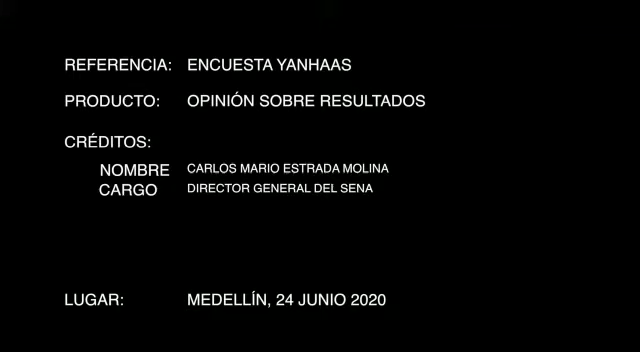 REFERENCIA: ENCUESTA YANHAAS
PRODUCTO: OPINIÓN SOBRE RESULTADOS
CRÉDITOS:
NOMBRE CARLOS MARIO ESTRADA MOLINA
CARGO DIRECTOR GENERAL DEL SENA
LUGAR: MEDELLÍN, 24 JUNIO 2020